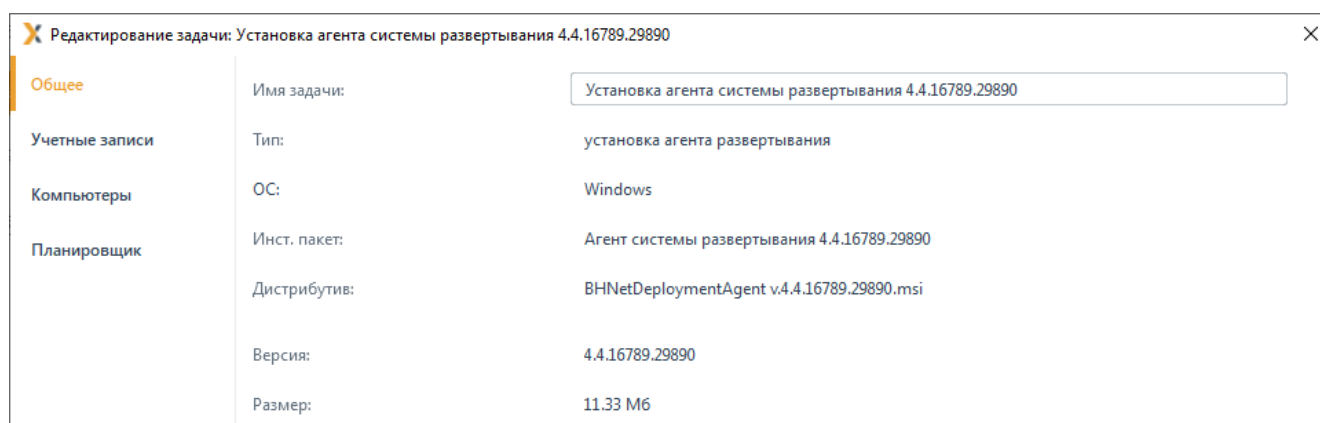 Редактирование задачи: Установка агента системы развертывания 4.4.16789.29890
Общее
Имя задачи: Установка агента системы развертывания 4.4.16789.29890
Учетные записи
Тип: установка агента развертывания
Компьютеры
ОС: Windows
Планировщик
Инст. пакет: Агент системы развертывания 4.4.16789.29890
Дистрибутив: BHNetDeploymentAgent v.4.4.16789.29890.msi
Версия: 4.4.16789.29890
Размер: 11.33 Мб